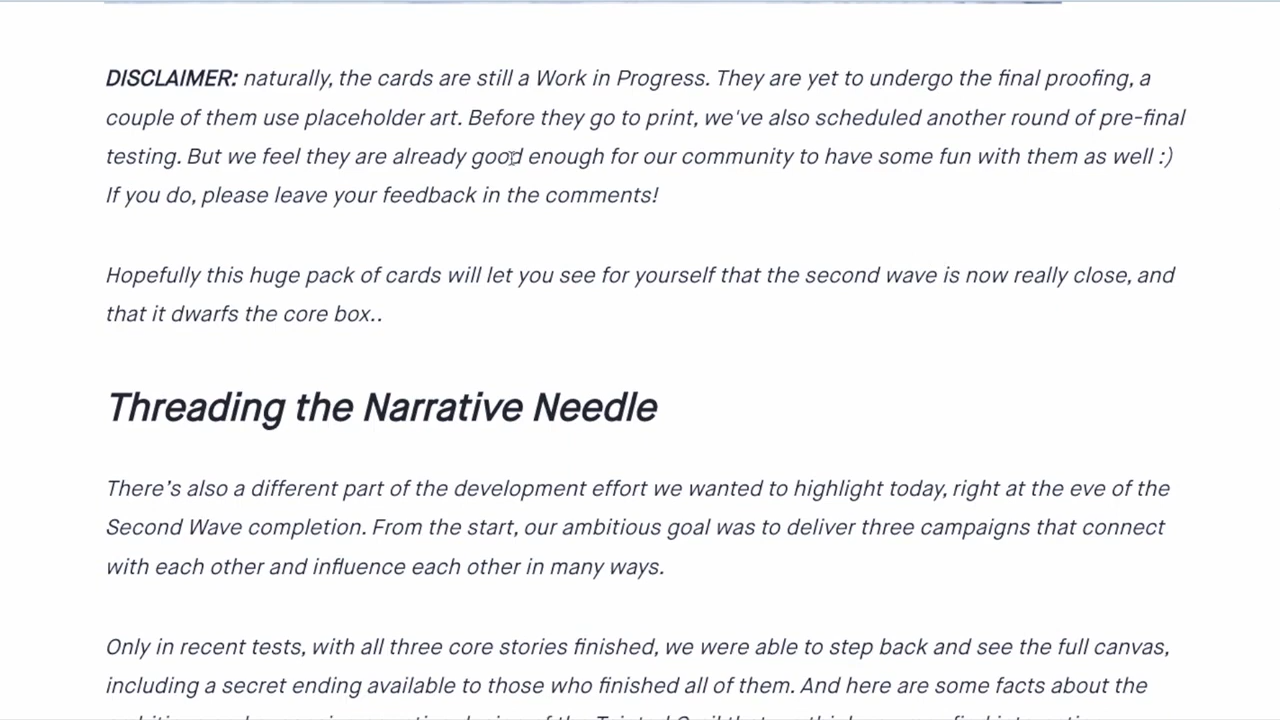 DISCLAIMER: naturally, the cards are still a Work in Progress. They are yet to undergo the final proofing, a
couple of them use placeholder art. Before they go to print, we've also scheduled another round of pre-final
testing. But we feel they are already good enough for our community to have some fun with them as well :)
If you do, please leave your feedback in the comments!
Hopefully this huge pack of cards will let you see for yourself that the second wave is now really close, and
that it dwarfs the core box..
Threading the Narrative Needle
There's also a different part of the development effort we wanted to highlight today, right at the eve of the
Second Wave completion. From the start, our ambitious goal was to deliver three campaigns that connect
with each other and influence each other in many ways.
Only in recent tests, with all three core stories finished, we were able to step back and see the full canvas,
including a secret ending available to those who finished all of them. And here are some facts about the